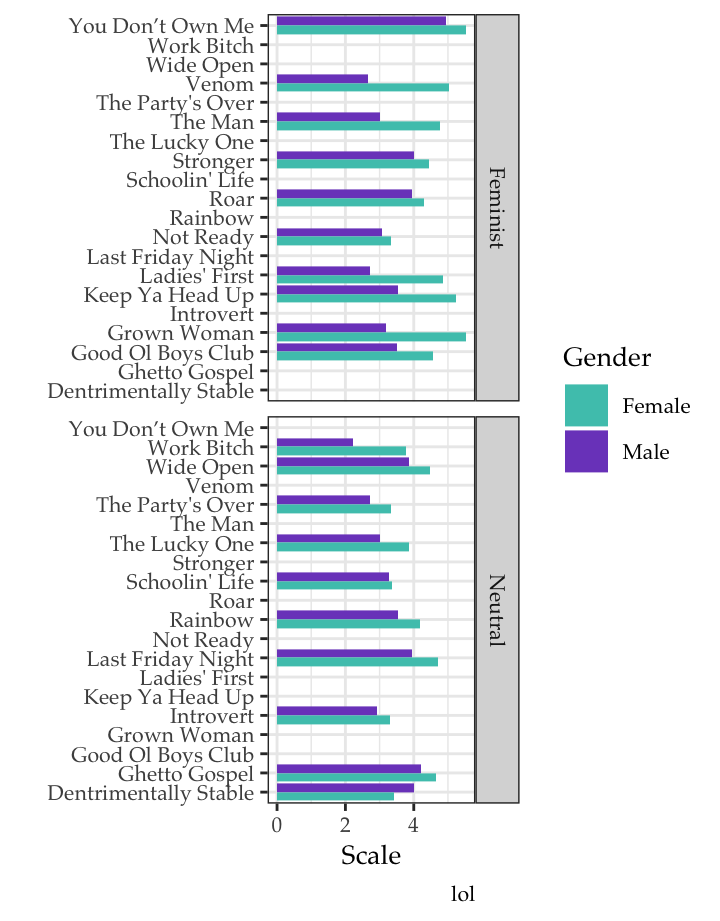 You Don’t Own Me
Work Bitch
Wide Open
Venom
The Party's Over
The Man
The Lucky One
Stronger
Schoolin' Life
Roar
Rainbow
Not Ready
Last Friday Night
Ladies' First
Keep Ya Head Up
Introvert
Grown Woman
Good Ol Boys Club
Ghetto Gospel
Dentrimentally Stable
Feminist
Gender
Female
Male
You Don’t Own Me
Work Bitch
Wide Open
Venom
The Party's Over
The Man
The Lucky One
Stronger
Schoolin' Life
Roar
Rainbow
Not Ready
Last Friday Night
Ladies' First
Keep Ya Head Up
Introvert
Grown Woman
Good Ol Boys Club
Ghetto Gospel
Dentrimentally Stable
Neutral
0 2 4
Scale
lol